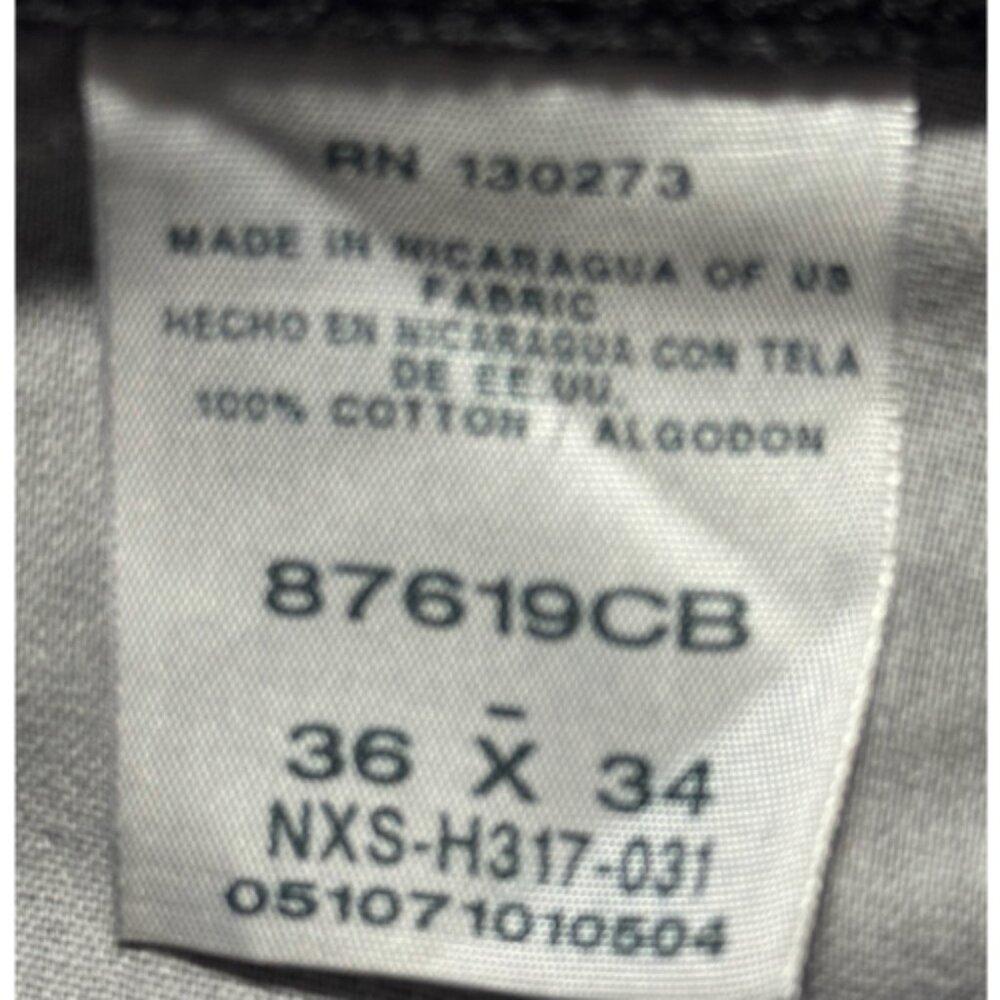 RN 130273
MADE IN NICARAGUA OF US
FABRIC
HECHO EN NICARAGUA CON TELA
DE EE UU.
100% COTTON / ALGODON
87619CB
-
36 X 34
NXS-H317-031
051071010504